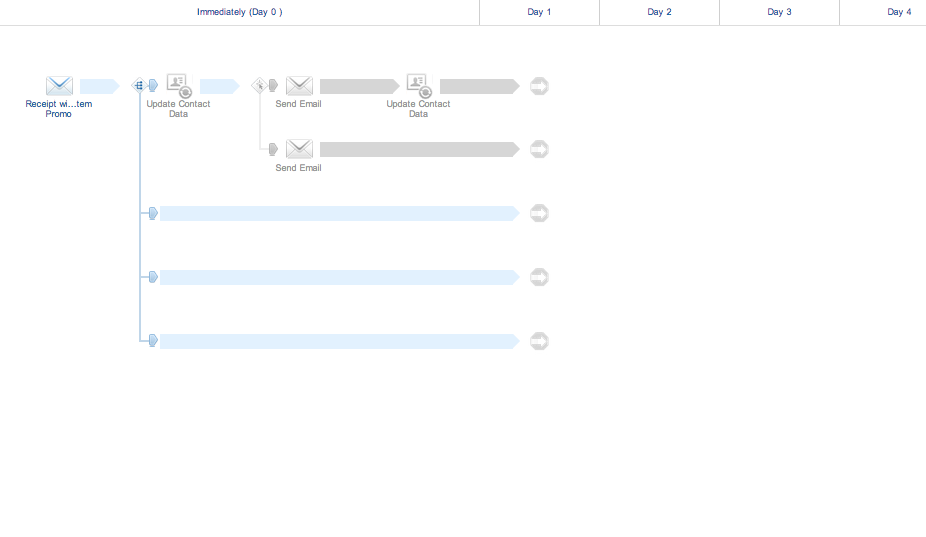 Immediately (Day 0 )
Day 1
Day 2
Day 3
Day 4
Receipt wi...tem
Promo
Update Contact
Data
Send Email
Update Contact
Data
Send Email